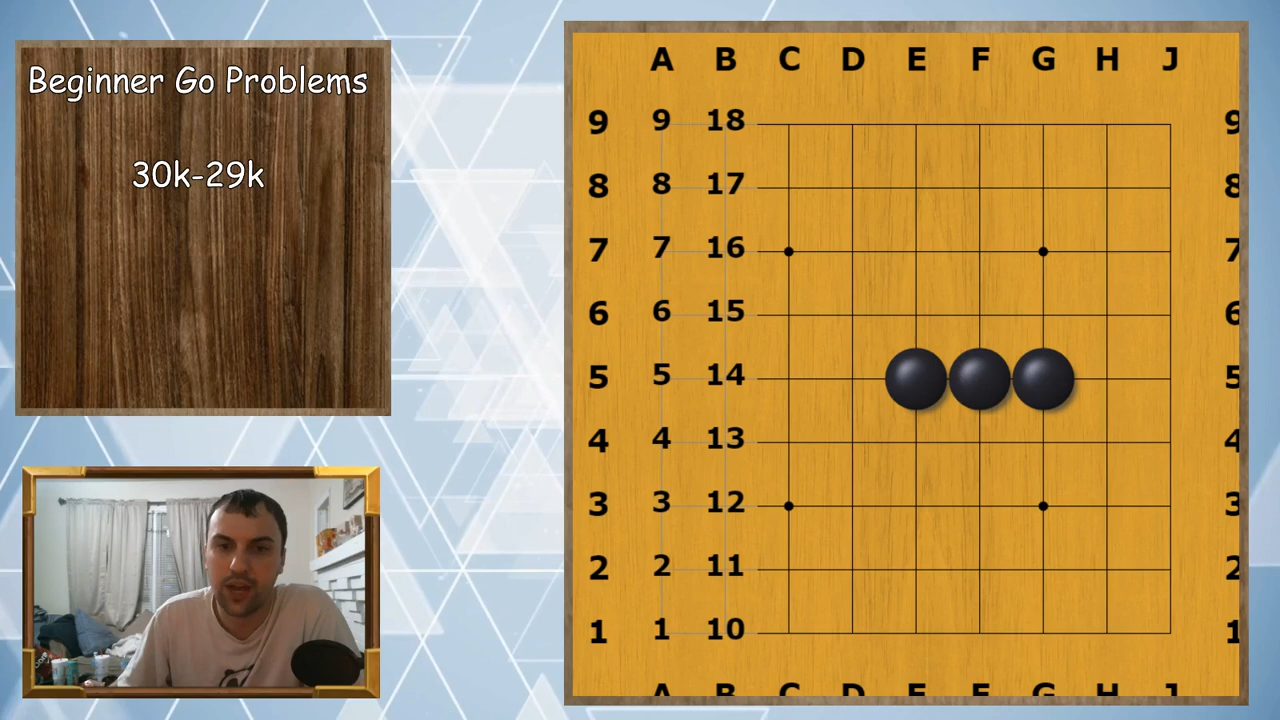 Beginner Go Problems
30k-29k
A B C D E F G H J
9 9 18 9
8 8 17 8
7 7 16 7
6 6 15 6
5 5 14 5
4 4 13 4
3 3 12 3
2 2 11 2
1 1 10 1
A B C D E F G H J